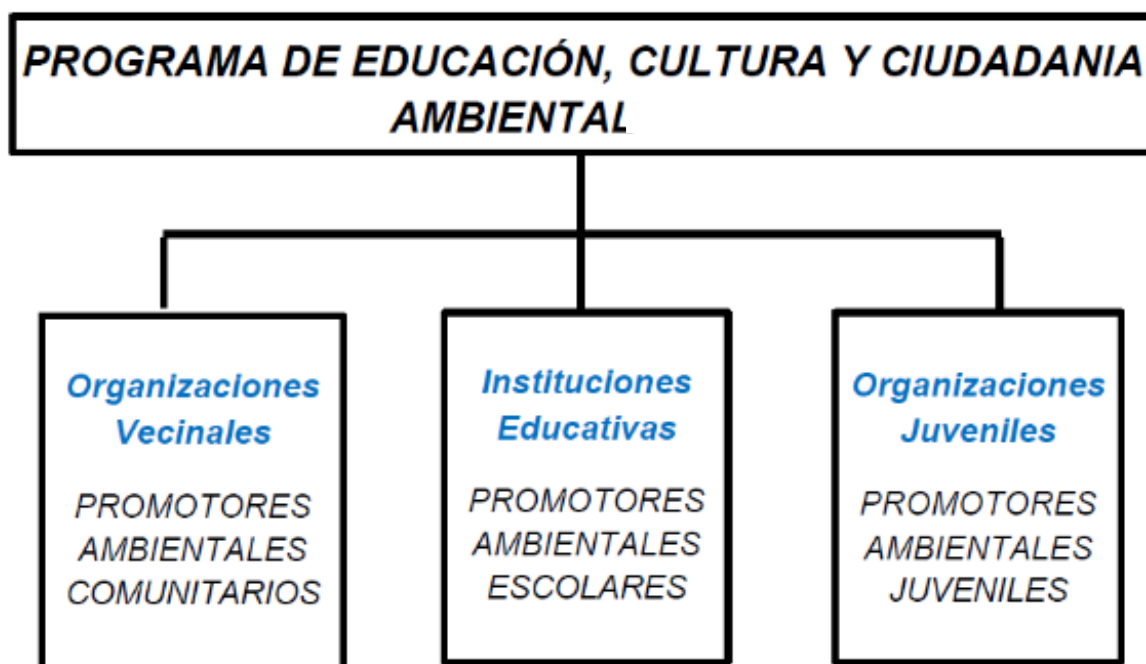 PROGRAMA DE EDUCACIÓN, CULTURA Y CIUDADANIA
AMBIENTAL
Organizaciones
Vecinales
PROMOTORES
AMBIENTALES
COMUNITARIOS
Instituciones
Educativas
PROMOTORES
AMBIENTALES
ESCOLARES
Organizaciones
Juveniles
PROMOTORES
AMBIENTALES
JUVENILES